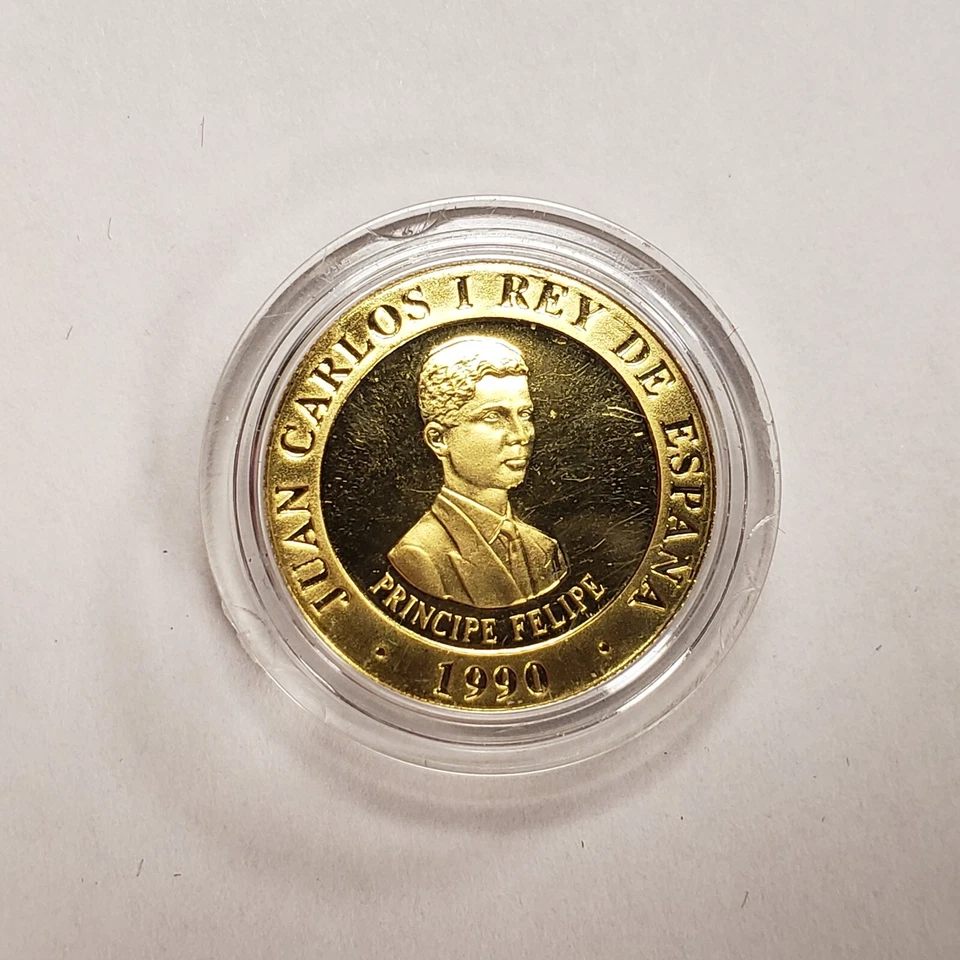 JUAN CARLOS I REY DE ESPAÑA
PRINCIPE FELIPE
• 1990 •